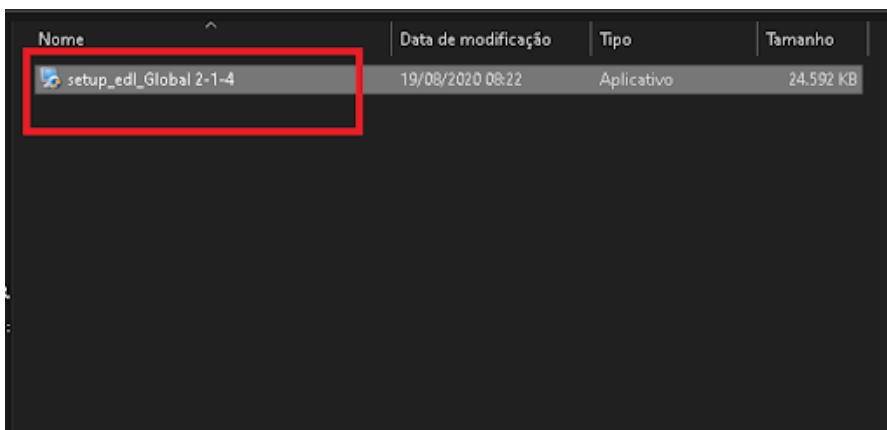 Nome Data de modificação Tipo Tamanho
setup_edl_Global 2-1-4 19/08/2020 08:22 Aplicativo 24.592 KB